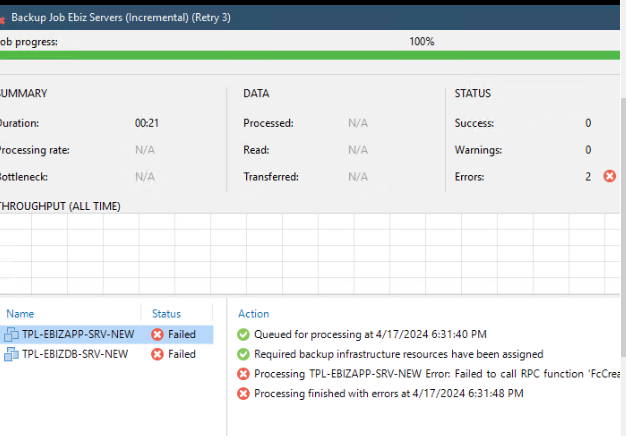 Backup Job Ebiz Servers (Incremental) (Retry 3)
ob progress: 100%
UMMARY DATA STATUS
Duration: 00:21 Processed: N/A Success: 0
Processing rate: N/A Read: N/A Warnings: 0
Bottleneck: N/A Transferred: N/A Errors: 2
THROUGHPUT (ALL TIME)
Name Status Action
TPL-EBIZAPP-SRV-NEW Failed Queued for processing at 4/17/2024 6:31:40 PM
TPL-EBIZDB-SRV-NEW Failed Required backup infrastructure resources have been assigned
Processing TPL-EBIZAPP-SRV-NEW Error: Failed to call RPC function 'FcCrea
Processing finished with errors at 4/17/2024 6:31:48 PM